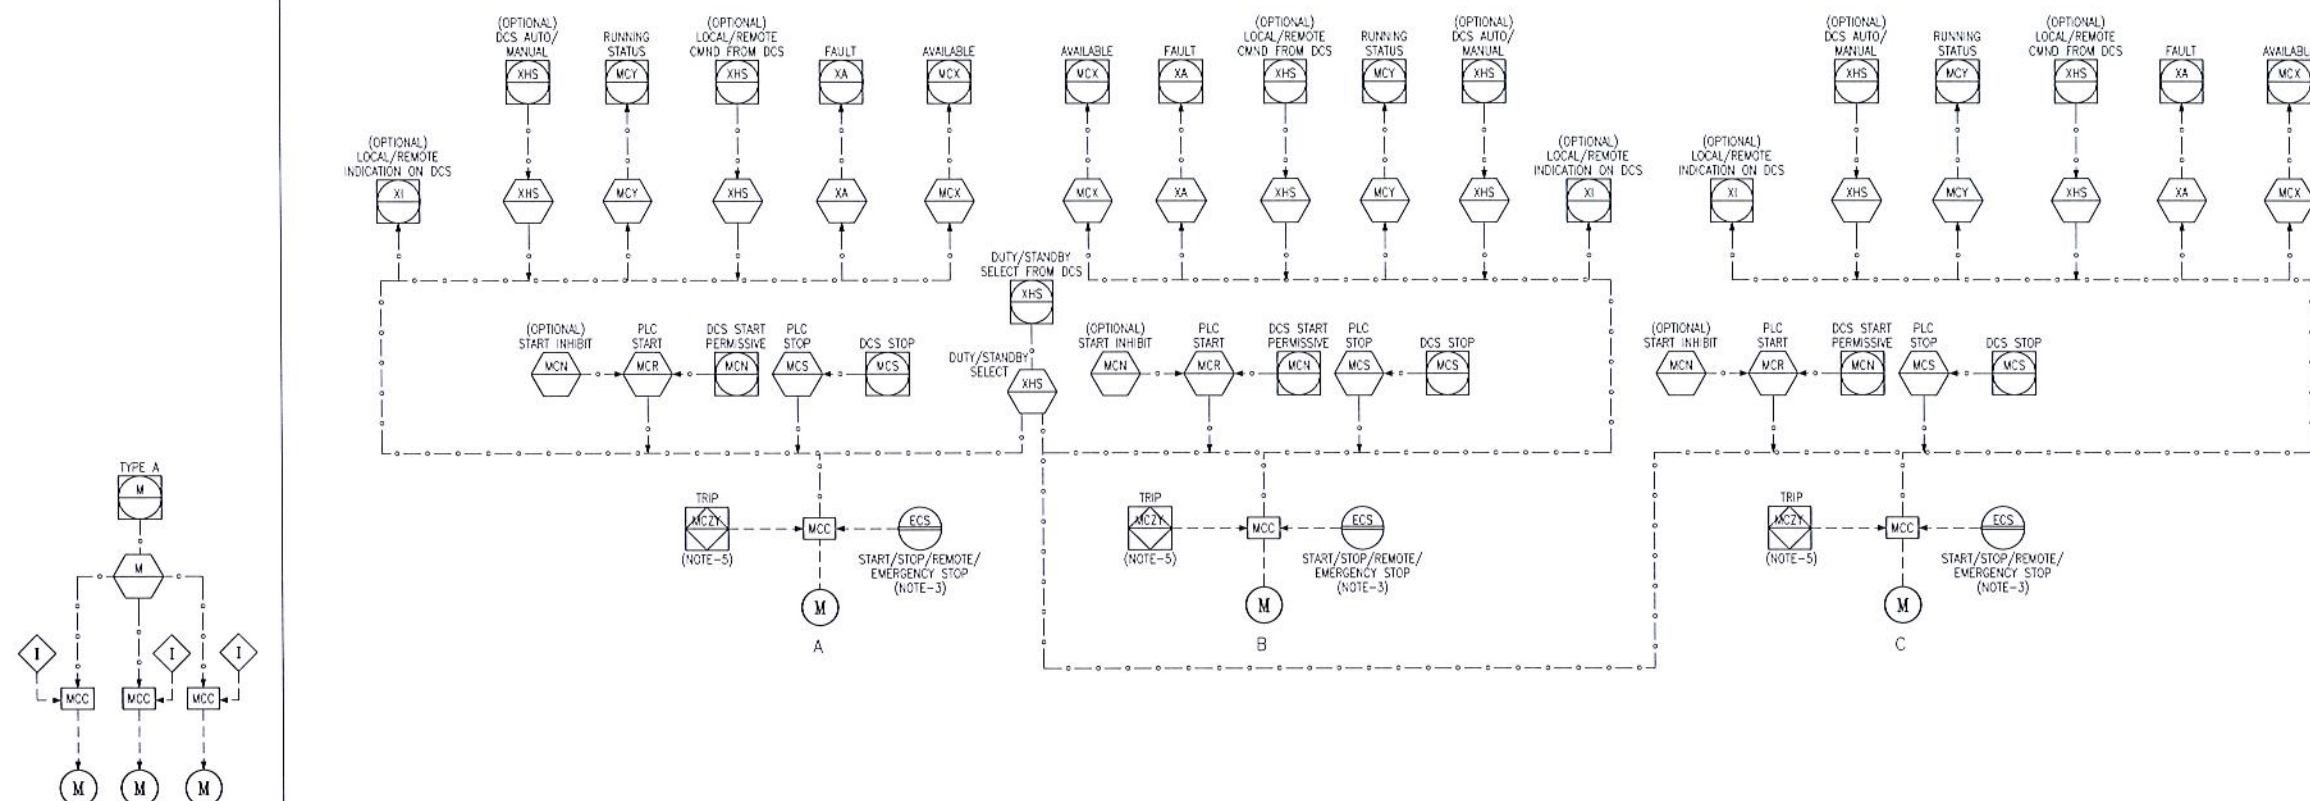 (OPTIONAL)
DCS AUTO/
MANUAL
XHS
RUNNING
STATUS
MCY
(OPTIONAL)
LOCAL/REMOTE
CMND FROM DCS
XHS
FAULT
XA
AVAILABLE
MCX
AVAILABLE
MCX
FAULT
XA
(OPTIONAL)
LOCAL/REMOTE
CMND FROM DCS
XHS
RUNNING
STATUS
MCY
(OPTIONAL)
DCS AUTO/
MANUAL
XHS
(OPTIONAL)
DCS AUTO/
MANUAL
XHS
RUNNING
STATUS
MCY
(OPTIONAL)
LOCAL/REMOTE
CMND FROM DCS
XHS
FAULT
XA
MCX
(OPTIONAL)
LOCAL/REMOTE
INDICATION ON DCS
XI
XHS
MCY
XHS
XA
MCX
MCX
XA
XHS
MCY
XHS
(OPTIONAL)
LOCAL/REMOTE
INDICATION ON DCS
XI
(OPTIONAL)
LOCAL/REMOTE
INDICATION ON DCS
XI
XHS
MCY
XHS
XA
MCX
DUTY/STANDBY
SELECT FROM DCS
XHS
DUTY/STANDBY
SELECT
XHS
(OPTIONAL)
START INHIBIT
MCN
PLC
START
MCR
DCS START
PERMISSIVE
MCN
PLC
STOP
MCS
DCS STOP
MCS
(OPTIONAL)
START INHIBIT
MCN
PLC
START
MCR
DCS START
PERMISSIVE
MCN
PLC
STOP
MCS
DCS STOP
MCS
(OPTIONAL)
START INHIBIT
MCN
PLC
START
MCR
DCS START
PERMISSIVE
MCN
PLC
STOP
MCS
DCS STOP
MCS
TRIP
MCZY
(NOTE-5)
MCC
ECS
START/STOP/REMOTE/
EMERGENCY STOP
(NOTE-3)
M
A
TRIP
MCZY
(NOTE-5)
MCC
ECS
START/STOP/REMOTE/
EMERGENCY STOP
(NOTE-3)
M
B
TRIP
MCZY
(NOTE-5)
MCC
ECS
START/STOP/REMOTE/
EMERGENCY STOP
(NOTE-3)
M
C
TYPE A
M
M
I
I
I
MCC
MCC
MCC
M
M
M